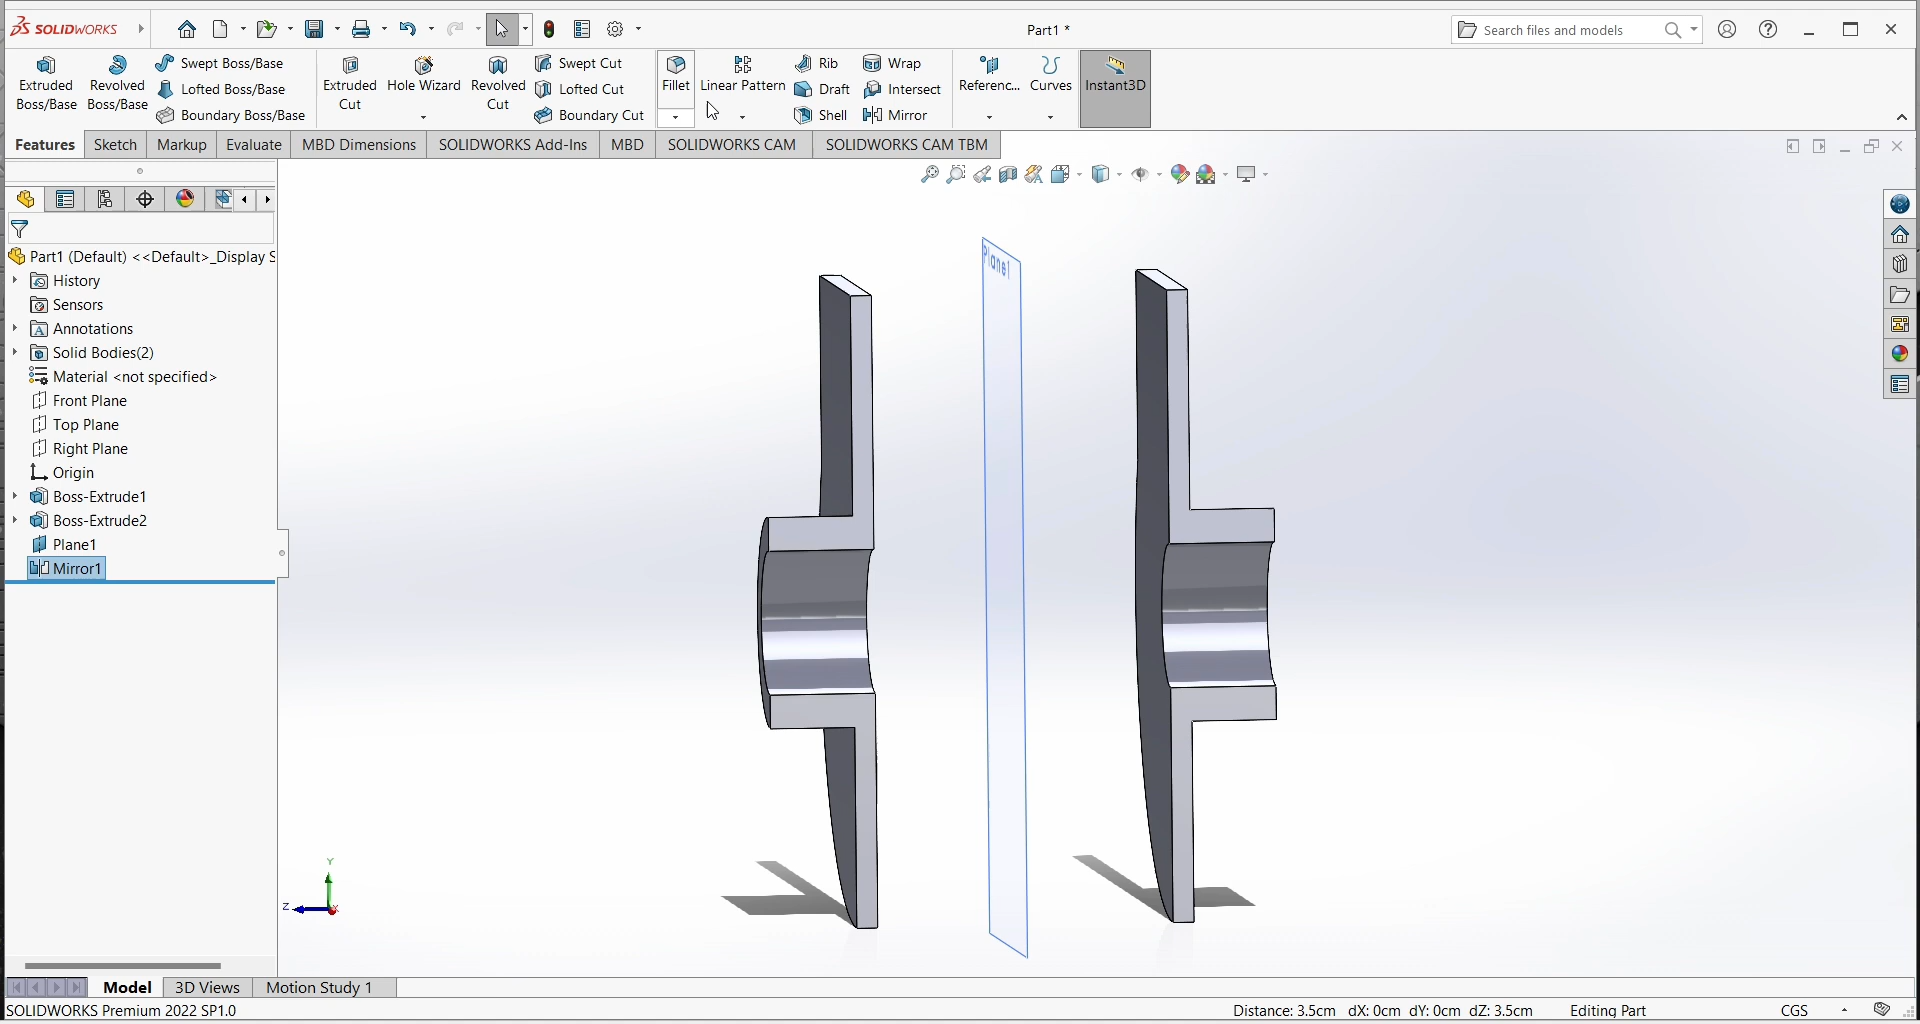 SOLIDWORKS
Part1 *
Search files and models
Extruded Boss/Base
Revolved Boss/Base
Swept Boss/Base
Lofted Boss/Base
Boundary Boss/Base
Extruded Cut
Hole Wizard
Revolved Cut
Swept Cut
Lofted Cut
Boundary Cut
Fillet
Linear Pattern
Rib
Draft
Shell
Wrap
Intersect
Mirror
Referenc...
Curves
Instant3D
Features
Sketch
Markup
Evaluate
MBD Dimensions
SOLIDWORKS Add-Ins
MBD
SOLIDWORKS CAM
SOLIDWORKS CAM TBM
Part1 (Default) <<Default>_Display S
History
Sensors
Annotations
Solid Bodies(2)
Material <not specified>
Front Plane
Top Plane
Right Plane
Origin
Boss-Extrude1
Boss-Extrude2
Plane1
Mirror1
Plane1
Y
Z
X
Model
3D Views
Motion Study 1
SOLIDWORKS Premium 2022 SP1.0
Distance: 3.5cm dX: 0cm dY: 0cm dZ: 3.5cm
Editing Part
CGS